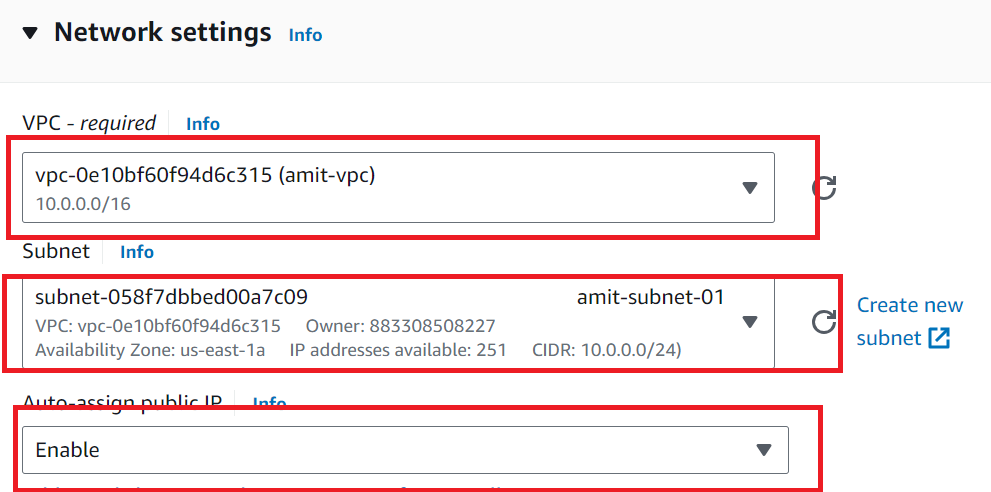 Network settings Info
VPC - required Info
vpc-0e10bf60f94d6c315 (amit-vpc)
10.0.0.0/16
Subnet Info
subnet-058f7dbbed00a7c09 amit-subnet-01
VPC: vpc-0e10bf60f94d6c315 Owner: 883308508227
Availability Zone: us-east-1a IP addresses available: 251 CIDR: 10.0.0.0/24)
Create new
subnet
Auto-assign public IP Info
Enable